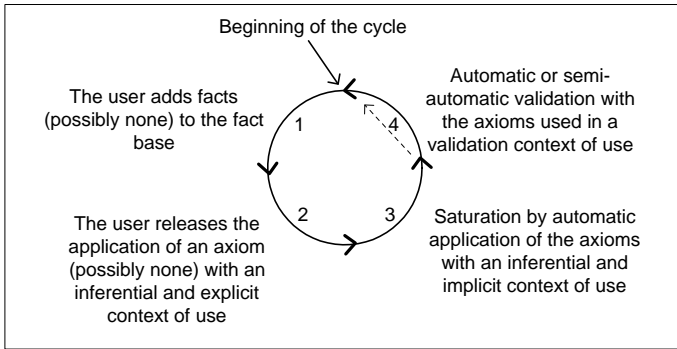 Beginning of the cycle
The user adds facts
(possibly none) to the fact
base
1
4
Automatic or semi-
automatic validation with
the axioms used in a
validation context of use
The user releases the
application of an axiom
(possibly none) with an
inferential and explicit
context of use
2
3
Saturation by automatic
application of the axioms
with an inferential and
implicit context of use